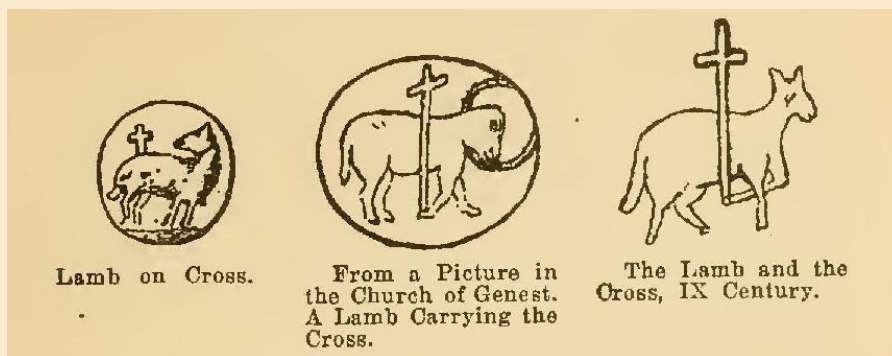 Lamb on Cross.
From a Picture in
the Church of Genest.
A Lamb Carrying the
Cross.
The Lamb and the
Cross, IX Century.